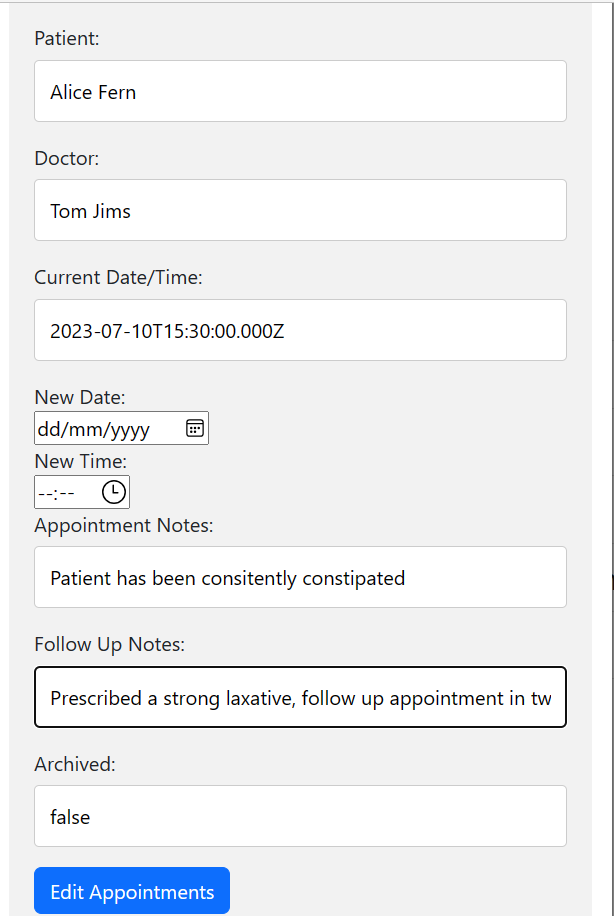 Patient:
Alice Fern
Doctor:
Tom Jims
Current Date/Time:
2023-07-10T15:30:00.000Z
New Date:
dd/mm/yyyy
New Time:
--:--
Appointment Notes:
Patient has been consitently constipated
Follow Up Notes:
Prescribed a strong laxative, follow up appointment in tw
Archived:
false
Edit Appointments